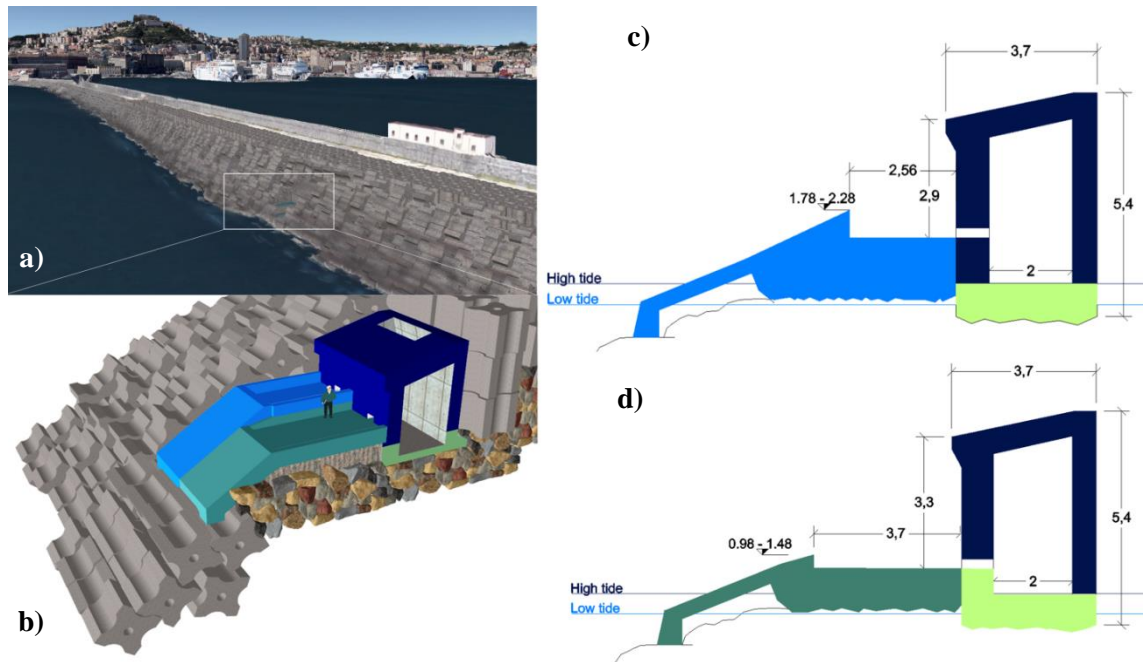 a)
b)
c)
3,7
2,56
2,9
1.78 - 2.28
5,4
High tide
Low tide
2
d)
3,7
3,3
3,7
0.98 - 1.48
5,4
High tide
Low tide
2